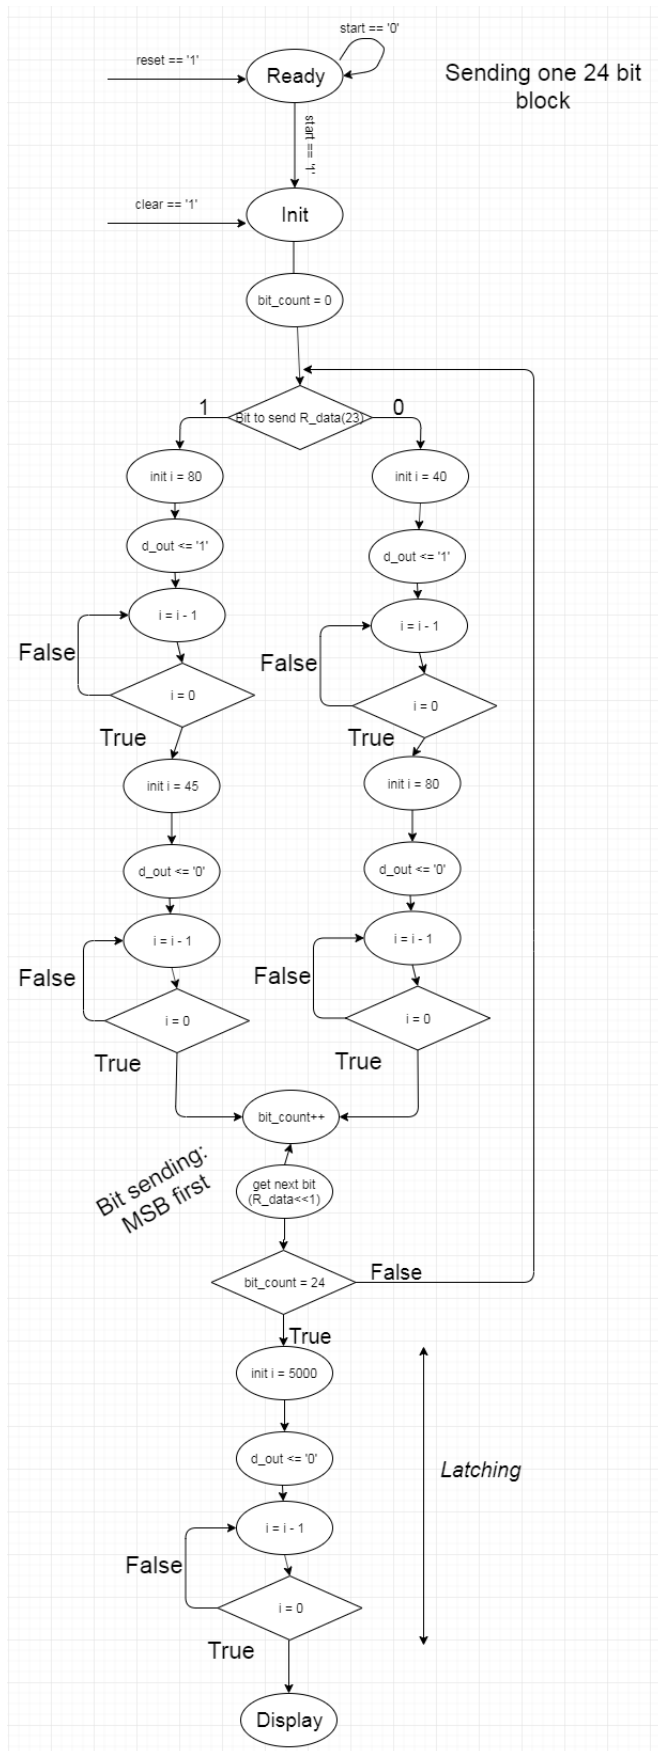 start == '0'
reset == '1'
Ready
Sending one 24 bit
block
start == '1'
clear == '1'
Init
bit_count = 0
1
Bit to send R_data(23)
0
init i = 80
init i = 40
d_out <= '1'
d_out <= '1'
i = i - 1
i = i - 1
False
False
i = 0
i = 0
True
True
init i = 45
init i = 80
d_out <= '0'
d_out <= '0'
i = i - 1
i = i - 1
False
False
i = 0
i = 0
True
True
bit_count++
Bit sending:
MSB first
get next bit
(R_data<<1)
bit_count = 24
False
True
init i = 5000
d_out <= '0'
Latching
i = i - 1
False
i = 0
True
Display